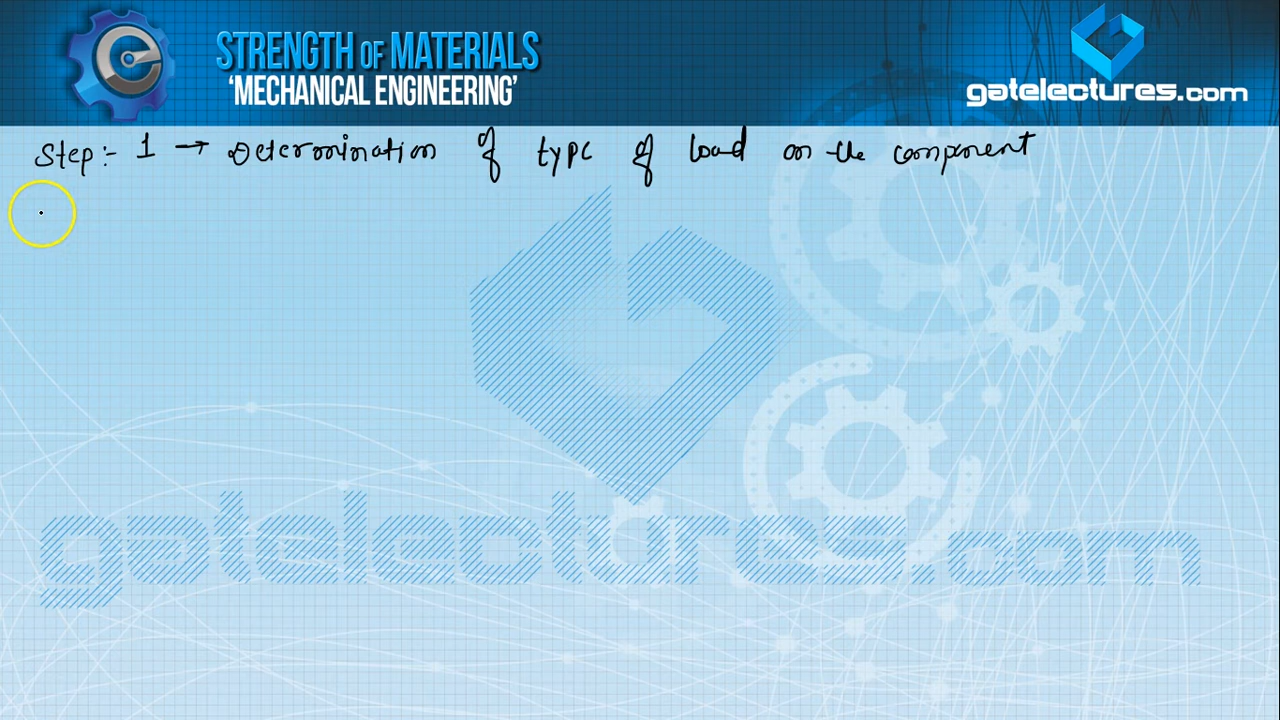 STRENGTH OF MATERIALS
'MECHANICAL ENGINEERING'
gatelectures.com
Step:- 1 → Determination of type of load on the component
gatelectures.com